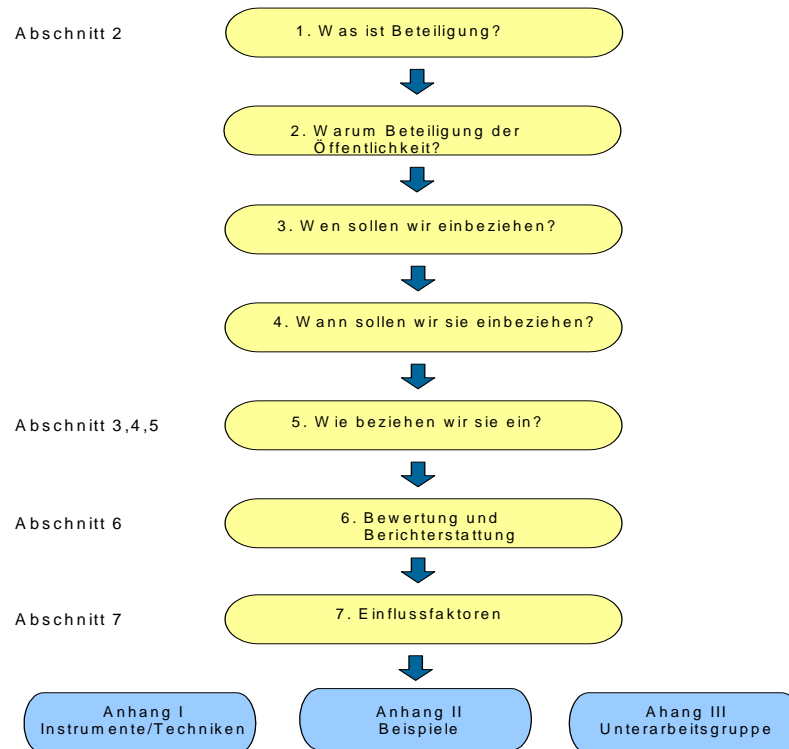 Abschnitt 2
1. Was ist Beteiligung?
2. Warum Beteiligung der
Öffentlichkeit?
3. Wen sollen wir einbeziehen?
4. Wann sollen wir sie einbeziehen?
Abschnitt 3,4,5
5. Wie beziehen wir sie ein?
Abschnitt 6
6. Bewertung und
Berichterstattung
Abschnitt 7
7. Einflussfaktoren
Anhang I
Instrumente/Techniken
Anhang II
Beispiele
Ahang III
Unterarbeitsgruppe